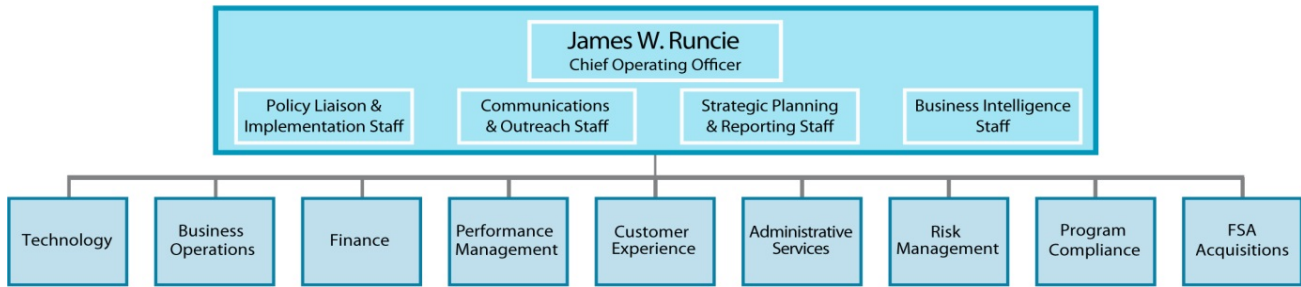 James W. Runcie
Chief Operating Officer
Policy Liaison &
Implementation Staff
Communications
& Outreach Staff
Strategic Planning
& Reporting Staff
Business Intelligence
Staff
Technology
Business
Operations
Finance
Performance
Management
Customer
Experience
Administrative
Services
Risk
Management
Program
Compliance
FSA
Acquisitions